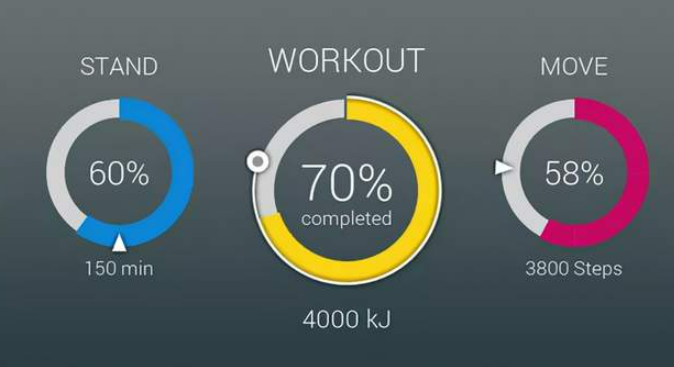 STAND
60%
150 min
WORKOUT
70%
completed
4000 kJ
MOVE
58%
3800 Steps